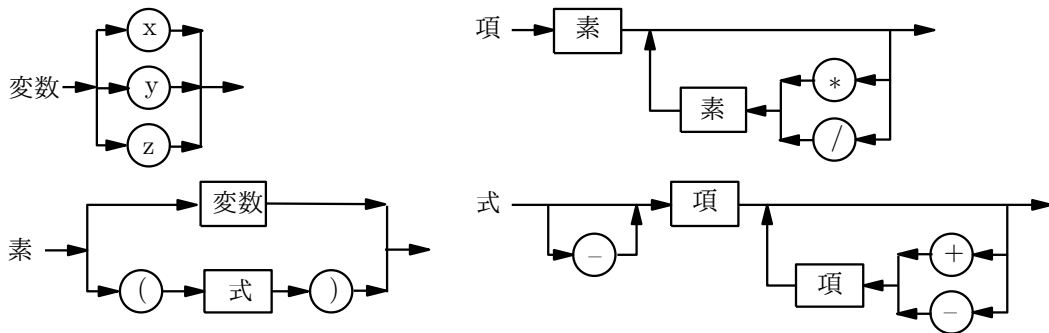 変数 x y z
項 素 素 * /
素 変数 ( 式 )
式 − 項 項 + −